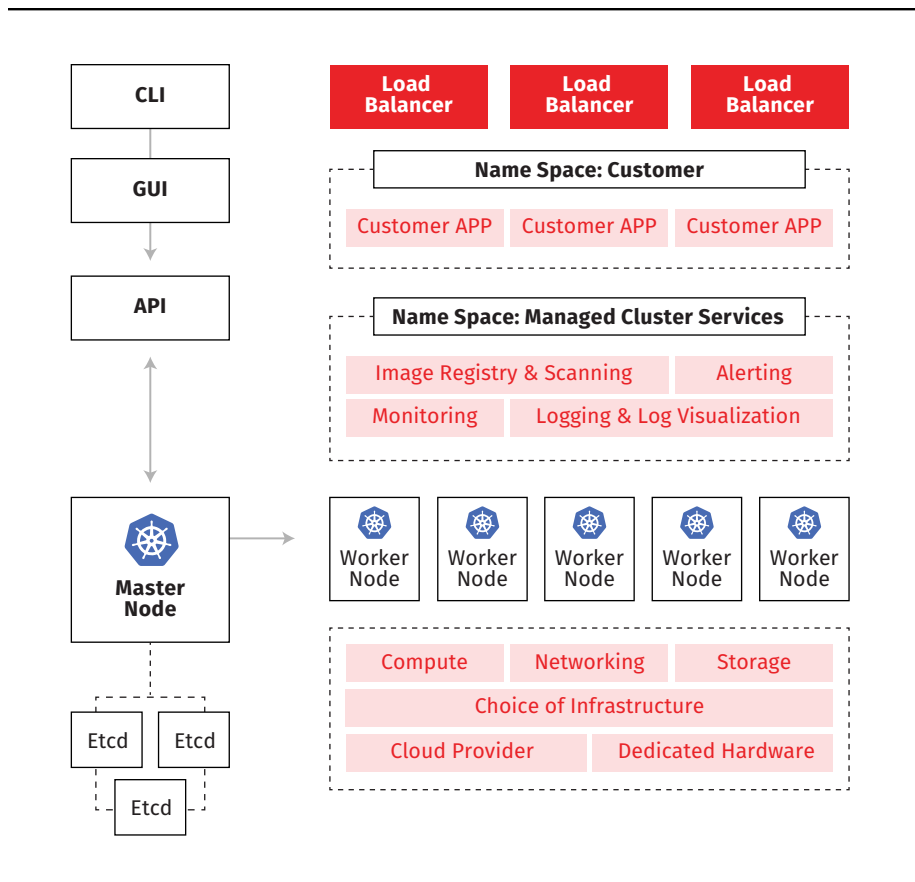 CLI
GUI
API
Master
Node
Etcd
Etcd
Etcd
Load
Balancer
Load
Balancer
Load
Balancer
Name Space: Customer
Customer APP
Customer APP
Customer APP
Name Space: Managed Cluster Services
Image Registry & Scanning
Alerting
Monitoring
Logging & Log Visualization
Worker
Node
Worker
Node
Worker
Node
Worker
Node
Worker
Node
Compute
Networking
Storage
Choice of Infrastructure
Cloud Provider
Dedicated Hardware